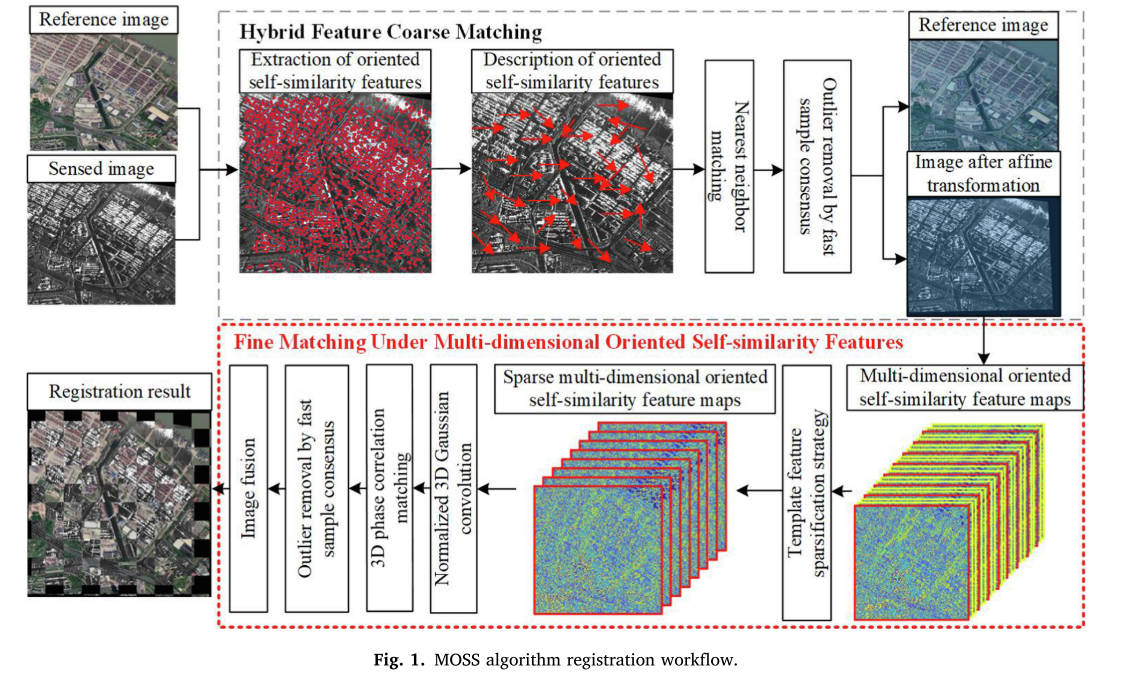 Reference image
Sensed image
Hybrid Feature Coarse Matching
Extraction of oriented
self-similarity features
Description of oriented
self-similarity features
Nearest neighbor
matching
Outlier removal by fast
sample consensus
Reference image
Image after affine
transformation
Fine Matching Under Multi-dimensional Oriented Self-similarity Features
Multi-dimensional oriented
self-similarity feature maps
Template feature
sparsification strategy
Sparse multi-dimensional oriented
self-similarity feature maps
Normalized 3D Gaussian
convolution
3D phase correlation
matching
Outlier removal by fast
sample consensus
Image fusion
Registration result
Fig. 1. MOSS algorithm registration workflow.